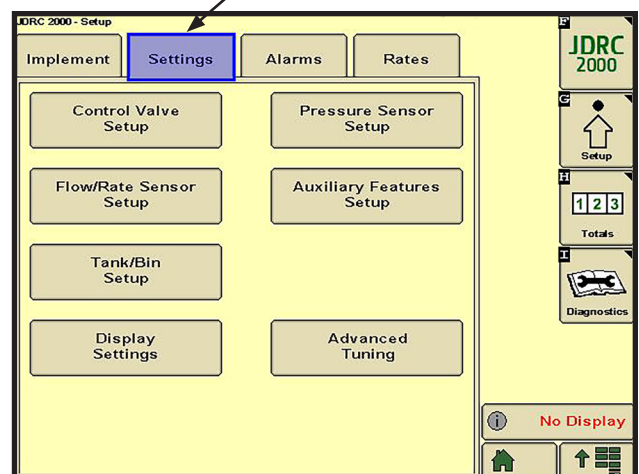 JDRC 2000 - Setup
Implement
Settings
Alarms
Rates
Control Valve
Setup
Pressure Sensor
Setup
Flow/Rate Sensor
Setup
Auxiliary Features
Setup
Tank/Bin
Setup
Display
Settings
Advanced
Tuning
F
JDRC
2000
G
Setup
H
1 2 3
Totals
I
Diagnostics
No Display